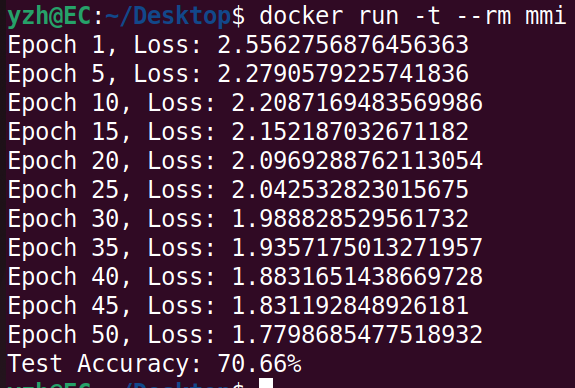 yzh@EC:~/Desktop$ docker run -t --rm mmi
Epoch 1, Loss: 2.5562756876456363
Epoch 5, Loss: 2.2790579225741836
Epoch 10, Loss: 2.2087169483569986
Epoch 15, Loss: 2.152187032671182
Epoch 20, Loss: 2.0969288762113054
Epoch 25, Loss: 2.042532823015675
Epoch 30, Loss: 1.988828529561732
Epoch 35, Loss: 1.9357175013271957
Epoch 40, Loss: 1.8831651438669728
Epoch 45, Loss: 1.831192848926181
Epoch 50, Loss: 1.7798685477518932
Test Accuracy: 70.66%
yzh@EC:~/Desktop$